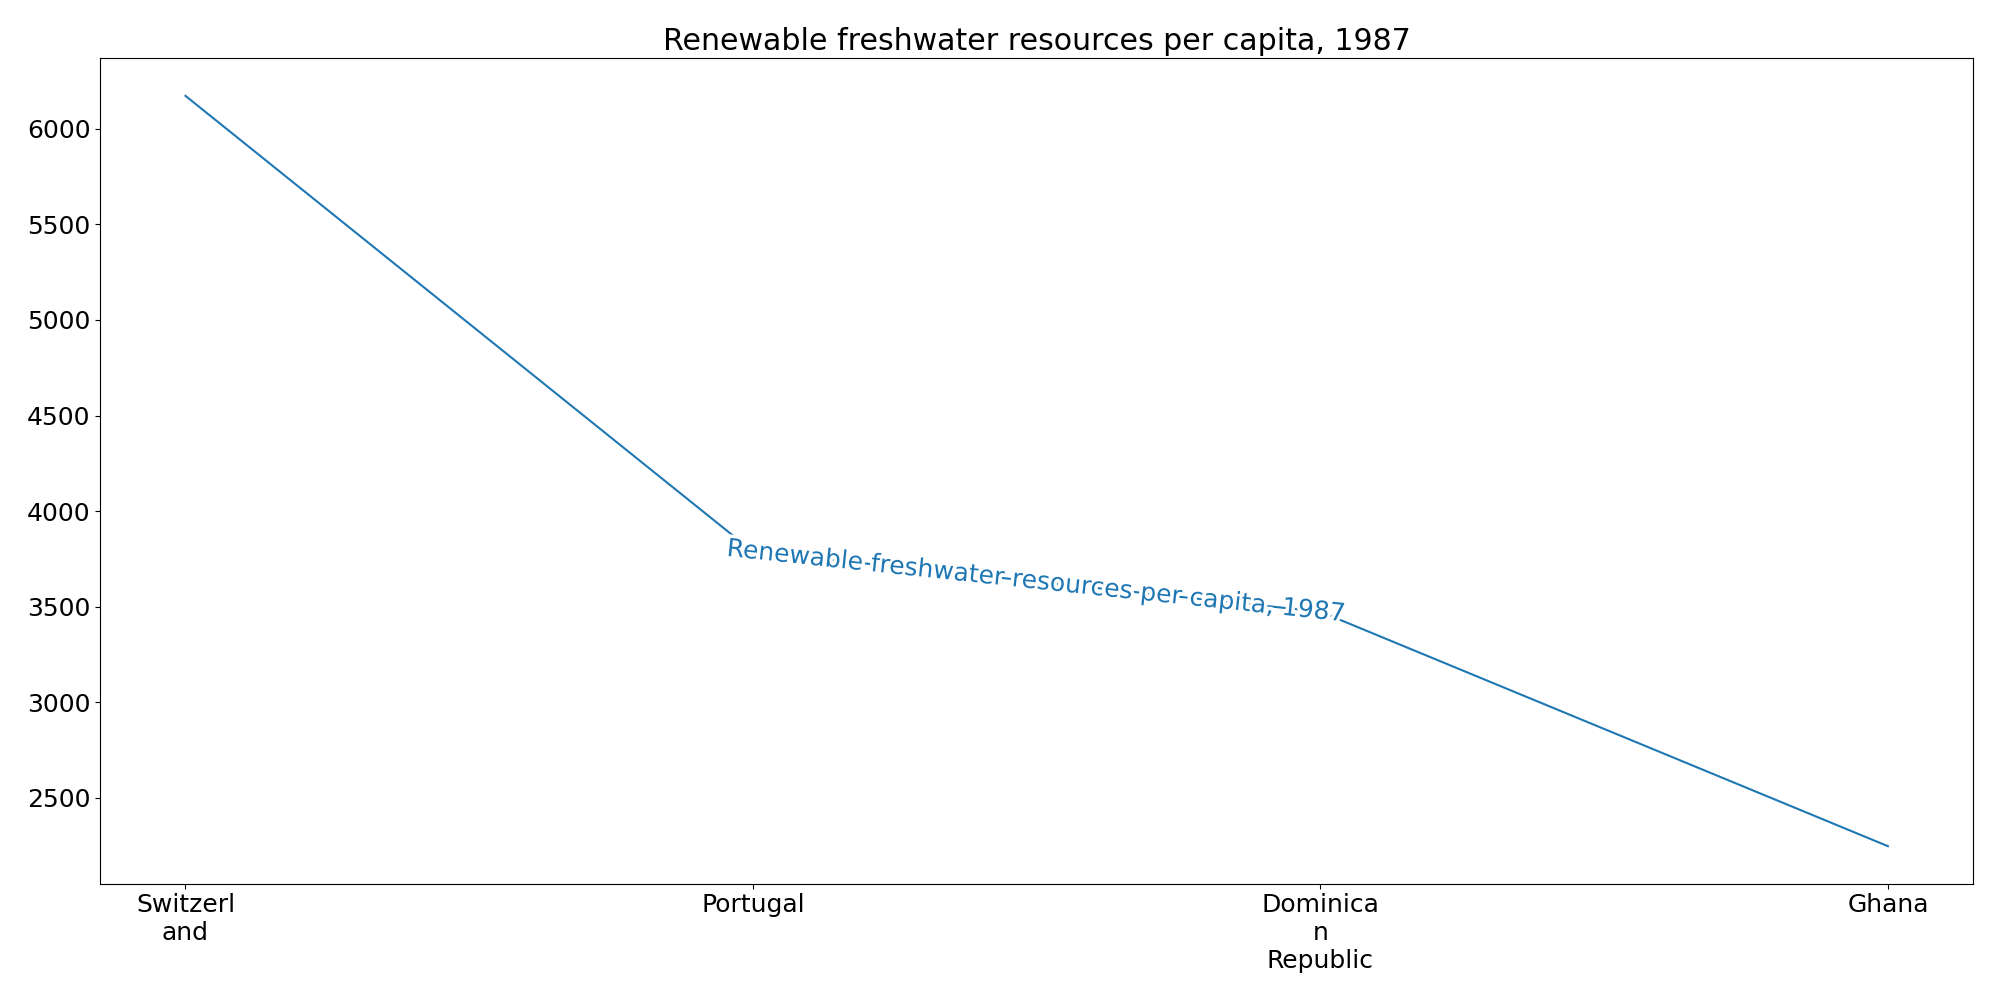 Renewable freshwater resources per capita, 1987
6000
5500
5000
4500
4000
3500
3000
2500
Renewable freshwater resources per capita, 1987
Switzerl
and
Portugal
Dominica
n
Republic
Ghana